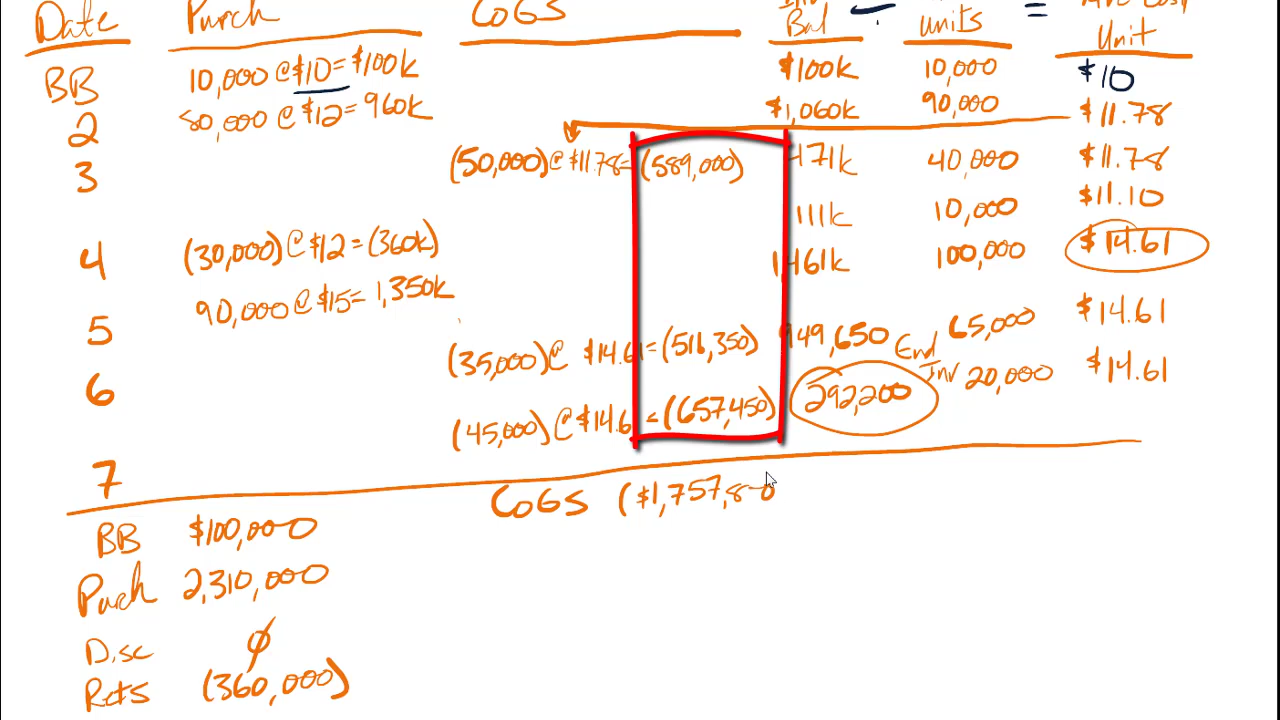 Date Purch COGS Bal ÷ units = Unit
BB 10,000 @ $10 = $100k $100k 10,000 $10
2 80,000 @ $12 = 960k $1,060k 90,000 $11.78
3 (50,000) @ $11.78 = (589,000) 471k 40,000 $11.78
4 (30,000) @ $12 = (360k) 111k 10,000 $11.10
5 90,000 @ $15 = 1,350k 1,461k 100,000 $14.61
6 (35,000) @ $14.61 = (516,350) 949,650 65,000 $14.61
7 (45,000) @ $14.6 = (657,450) 292,200 End Inv 20,000 $14.61
COGS ($1,757,8
BB $100,000
Purch 2,310,000
Disc Ø
Rets (360,000)